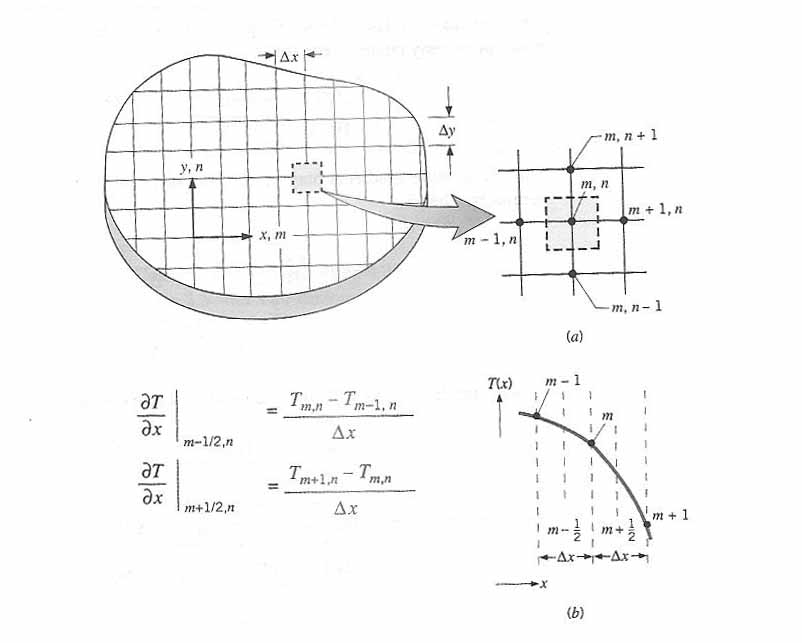 Δx
Δy
y, n
x, m
m, n + 1
m, n
m + 1, n
m − 1, n
m, n − 1
(a)
∂T/∂x |m−1/2,n = (Tm,n − Tm−1, n)/Δx
∂T/∂x |m+1/2,n = (Tm+1,n − Tm,n)/Δx
T(x)
m − 1
m
m + 1
m − 1/2
m + 1/2
Δx
Δx
x
(b)